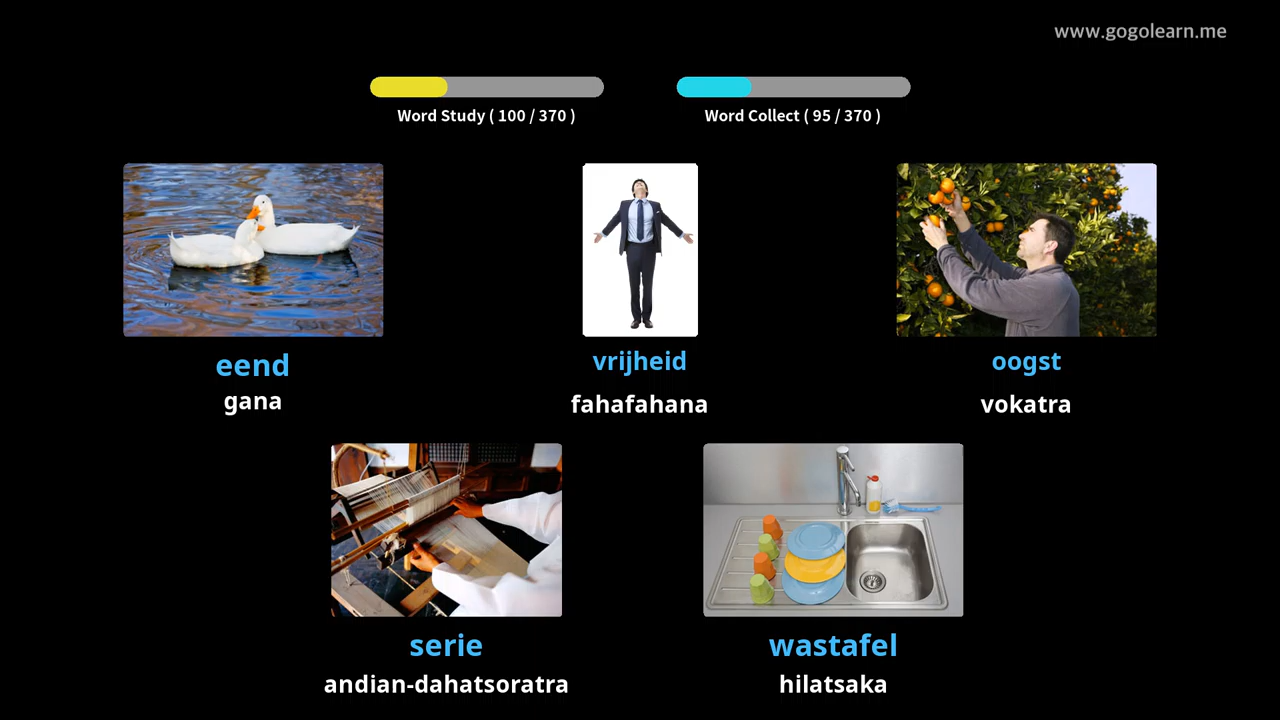 www.gogolearn.me
Word Study ( 100 / 370 )
Word Collect ( 95 / 370 )
eend
gana
vrijheid
fahafahana
oogst
vokatra
serie
andian-dahatsoratra
wastafel
hilatsaka